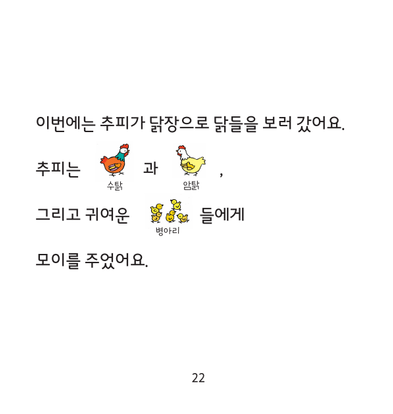 이번에는 추피가 닭장으로 닭들을 보러 갔어요.
추피는 수탉 과 암탉 ,
그리고 귀여운 병아리 들에게
모이를 주었어요.
22